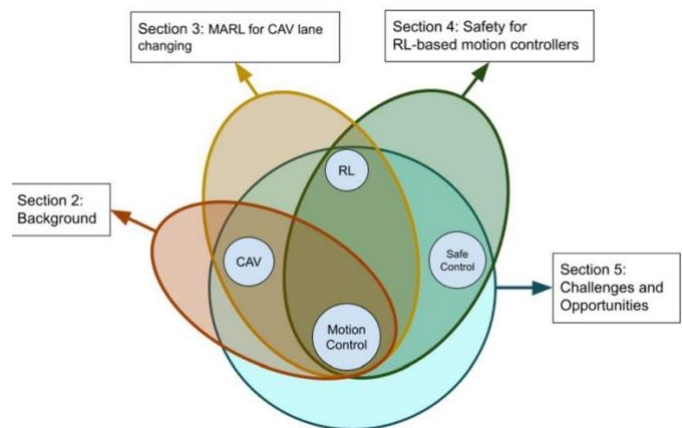 Section 3: MARL for CAV lane
changing
Section 4: Safety for
RL-based motion controllers
RL
Section 2:
Background
CAV
Safe
Control
Section 5:
Challenges and
Opportunities
Motion
Control